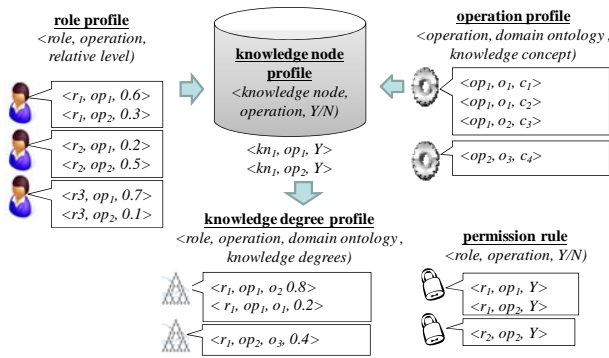 role profile
<role, operation,
relative level)
<r1, op1, 0.6>
<r1, op2, 0.3>
<r2, op1, 0.2>
<r2, op2, 0.5>
<r3, op1, 0.7>
<r3, op2, 0.1>
knowledge node
profile
<knowledge node,
operation, Y/N)
<kn1, op1, Y>
<kn1, op2, Y>
operation profile
<operation, domain ontology ,
knowledge concept)
<op1, o1, c1>
<op1, o1, c2>
<op1, o2, c3>
<op2, o3, c4>
knowledge degree profile
<role, operation, domain ontology ,
knowledge degrees)
<r1, op1, o2 0.8>
< r1, op1, o1, 0.2>
<r1, op2, o3, 0.4>
permission rule
<role, operation, Y/N)
<r1, op1, Y>
<r1, op2, Y>
<r2, op2, Y>